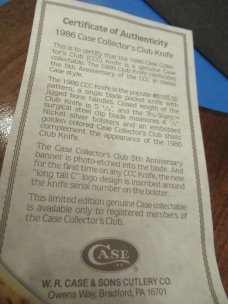 Certificate of Authenticity
1986 Case Collector's Club Knife
This is to certify that the 1986 Case Collec-
tor's Club (CCC) Knife is a genuine Case
collectable. The 1986 Club Knife celebrates
the 5th Anniversary of the CCC in classic
Case style.
The 1986 CCC Knife is the popular
pattern, a single blade pocket knife with
jigged bone handles. Closed length of the
Club Knife is 5 ½" and the Tru-Sharp®
surgical steel clip blade measures
Nickel silver bolsters and an embossed
golden colored Case Collector's Club shield
complement the appearance of the 1986
Club Knife.
The Case Collector's Club 5th Anniversary
banner is photo-etched into the blade. And
for the first time on any CCC Knife, the new
"long tail C" logo design is inscribed around
the knife serial number on the bolster.
This limited edition genuine Case collectable
is available only to registered members of
the Case Collector's Club.
CASE
W. R. CASE & SONS CUTLERY CO.
Owens Way, Bradford, PA 16701